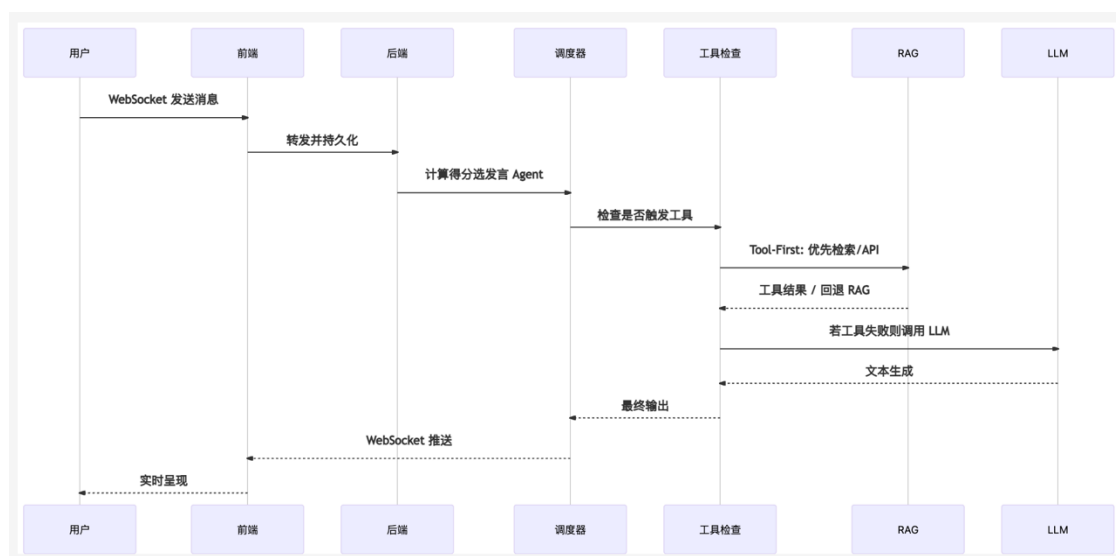 用户 前端 后端 调度器 工具检查 RAG LLM
WebSocket 发送消息
转发并持久化
计算得分选发言 Agent
检查是否触发工具
Tool-First: 优先检索/API
工具结果 / 回退 RAG
若工具失败则调用 LLM
文本生成
最终输出
WebSocket 推送
实时呈现
用户 前端 后端 调度器 工具检查 RAG LLM